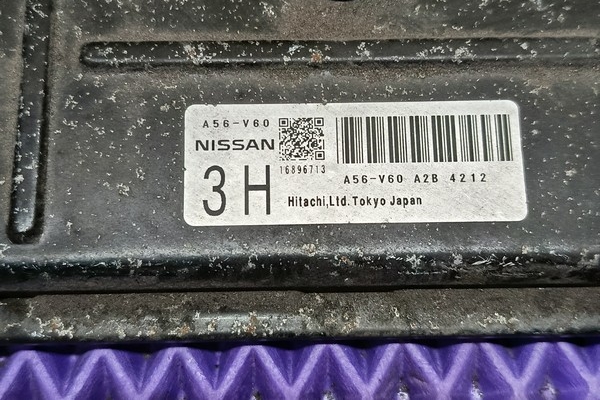 A56-V60
NISSAN
16896713
3H
A56-V60 A2B 4212
Hitachi,Ltd.Tokyo Japan